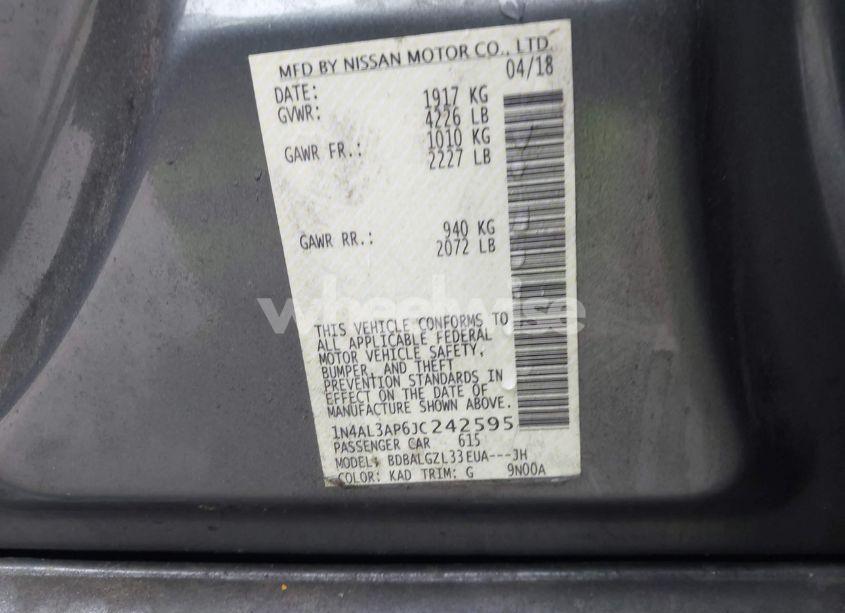 MFD BY NISSAN MOTOR CO., LTD.
DATE: 04/18
GVWR: 1917 KG
4226 LB
GAWR FR.: 1010 KG
2227 LB
GAWR RR.: 940 KG
2072 LB
wheelwise
THIS VEHICLE CONFORMS TO
ALL APPLICABLE FEDERAL
MOTOR VEHICLE SAFETY,
BUMPER, AND THEFT
PREVENTION STANDARDS IN
EFFECT ON THE DATE OF
MANUFACTURE SHOWN ABOVE.
1N4AL3AP6JC242595
PASSENGER CAR 615
MODEL: BDBALGZL33EUA---JH
COLOR: KAD TRIM: G 9N00A